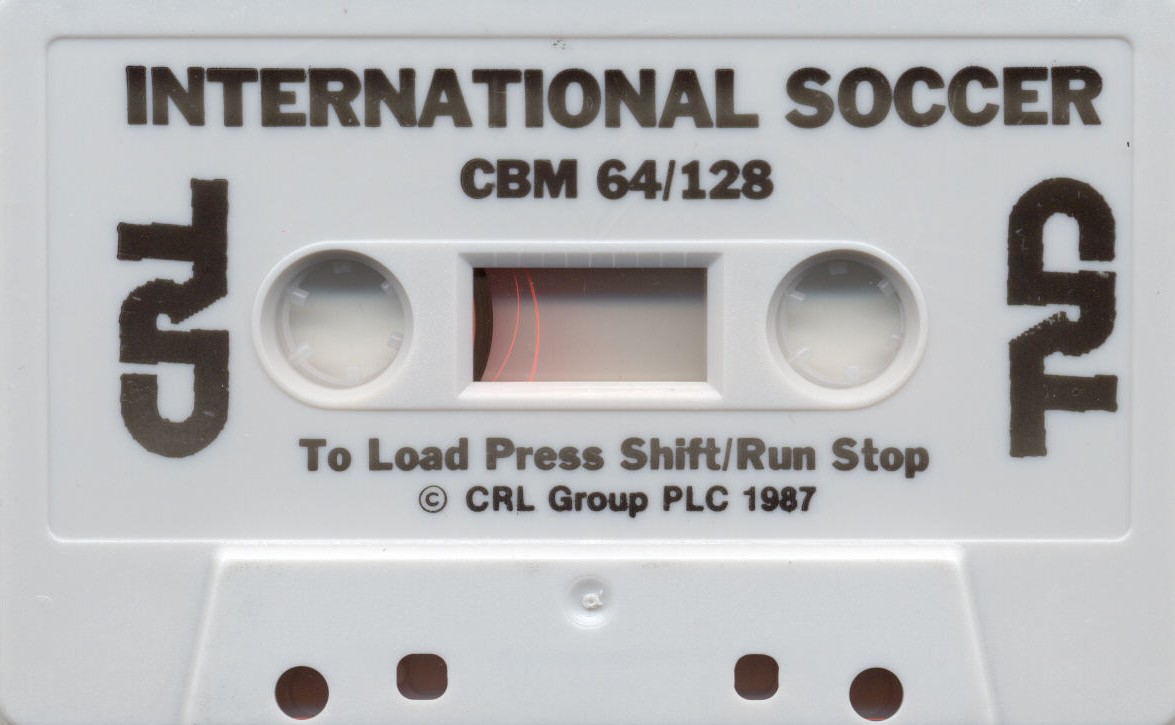 INTERNATIONAL SOCCER
CBM 64/128
CRL
CRL
To Load Press Shift/Run Stop
© CRL Group PLC 1987